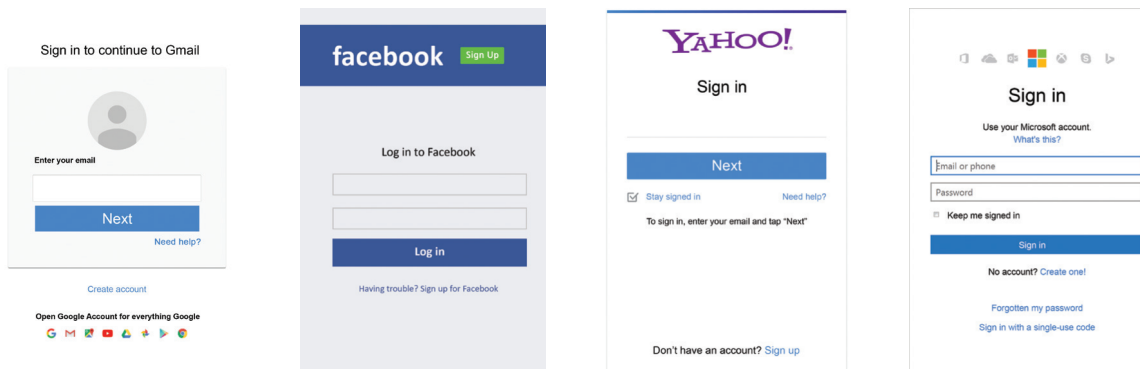 Sign in to continue to Gmail
Enter your email
Next
Need help?
Create account
Open Google Account for everything Google
facebook Sign Up
Log in to Facebook
Log in
Having trouble? Sign up for Facebook
YAHOO!
Sign in
Next
Stay signed in Need help?
To sign in, enter your email and tap “Next”
Don't have an account? Sign up
Sign in
Use your Microsoft account.
What's this?
Email or phone
Password
Keep me signed in
Sign in
No account? Create one!
Forgotten my password
Sign in with a single-use code